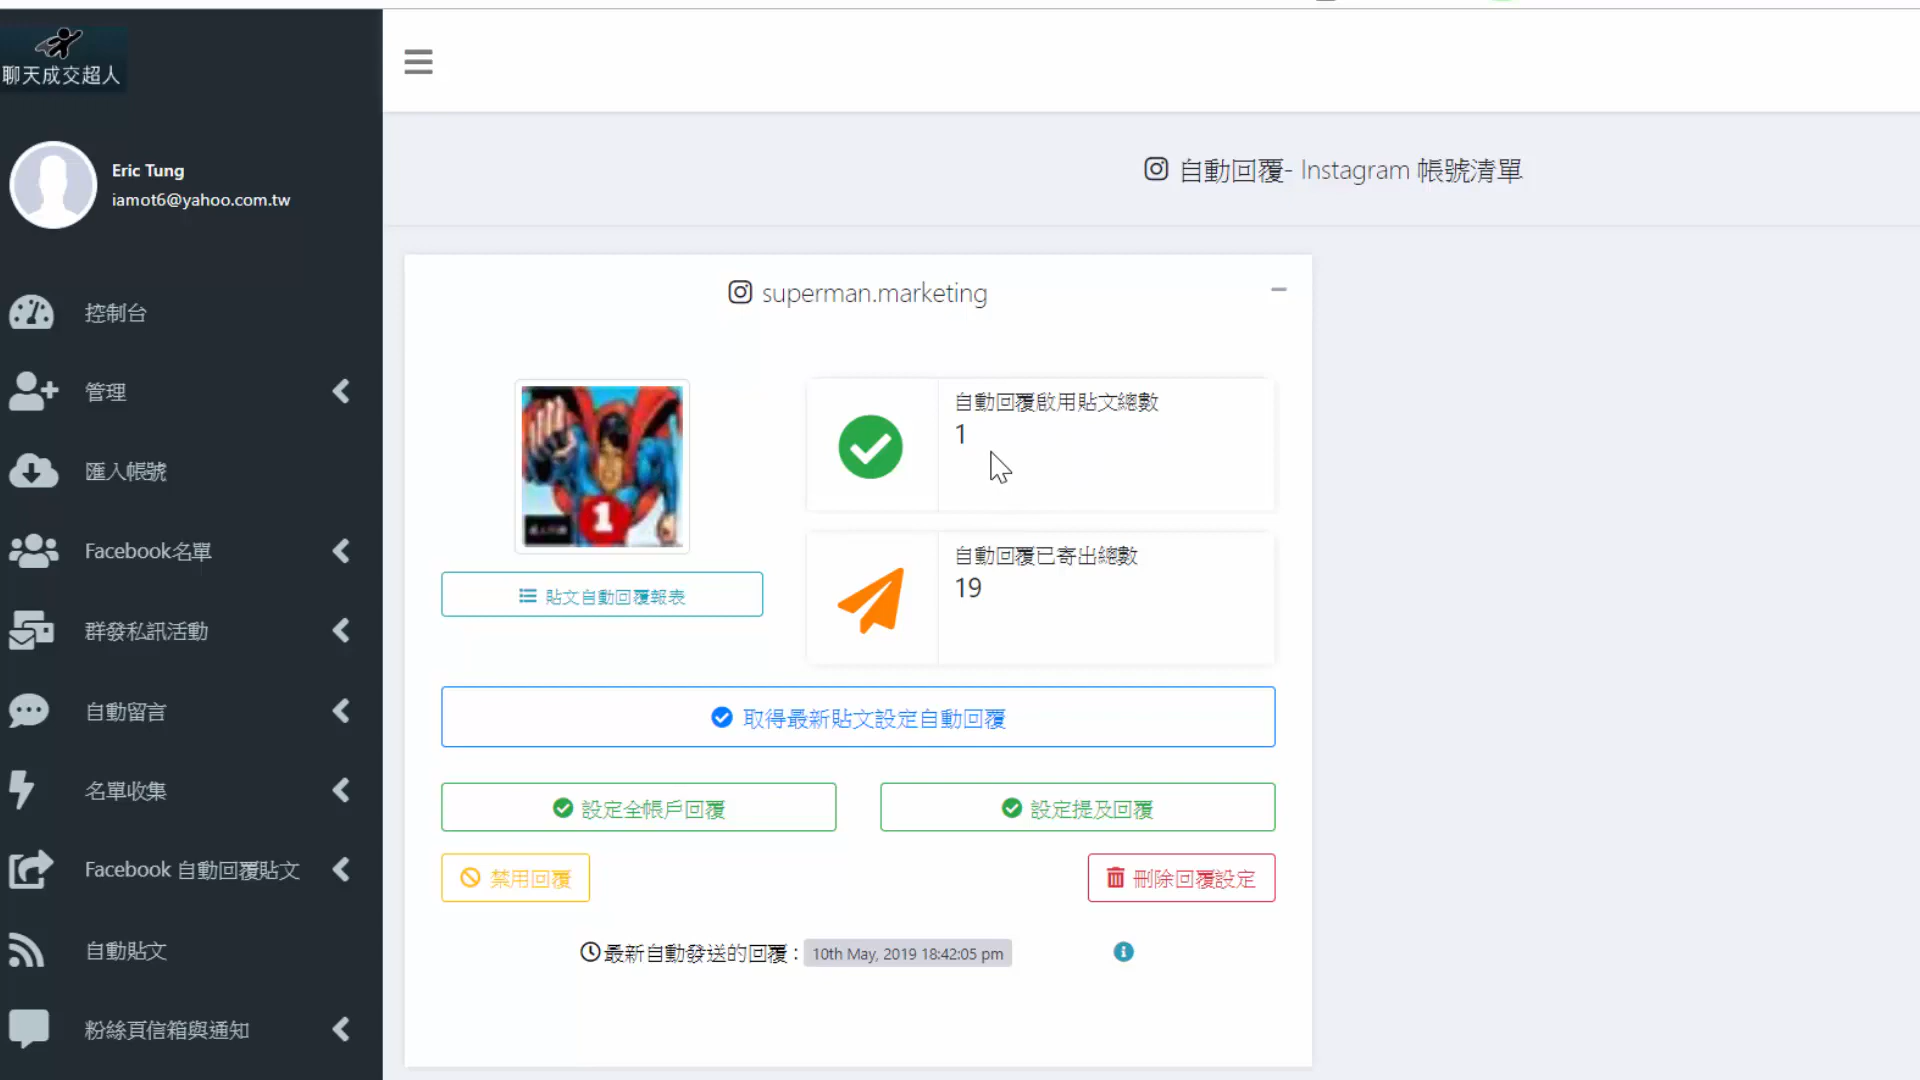 聊天成交超人
Eric Tung
iamot6@yahoo.com.tw
控制台
管理
匯入帳號
Facebook名單
群發私訊活動
自動留言
名單收集
Facebook 自動回覆貼文
自動貼文
粉絲頁信箱與通知
自動回覆- Instagram 帳號清單
superman.marketing
1
貼文自動回覆報表
自動回覆啟用貼文總數
1
自動回覆已寄出總數
19
取得最新貼文設定自動回覆
設定全帳戶回覆
設定提及回覆
禁用回覆
刪除回覆設定
最新自動發送的回覆 : 10th May, 2019 18:42:05 pm